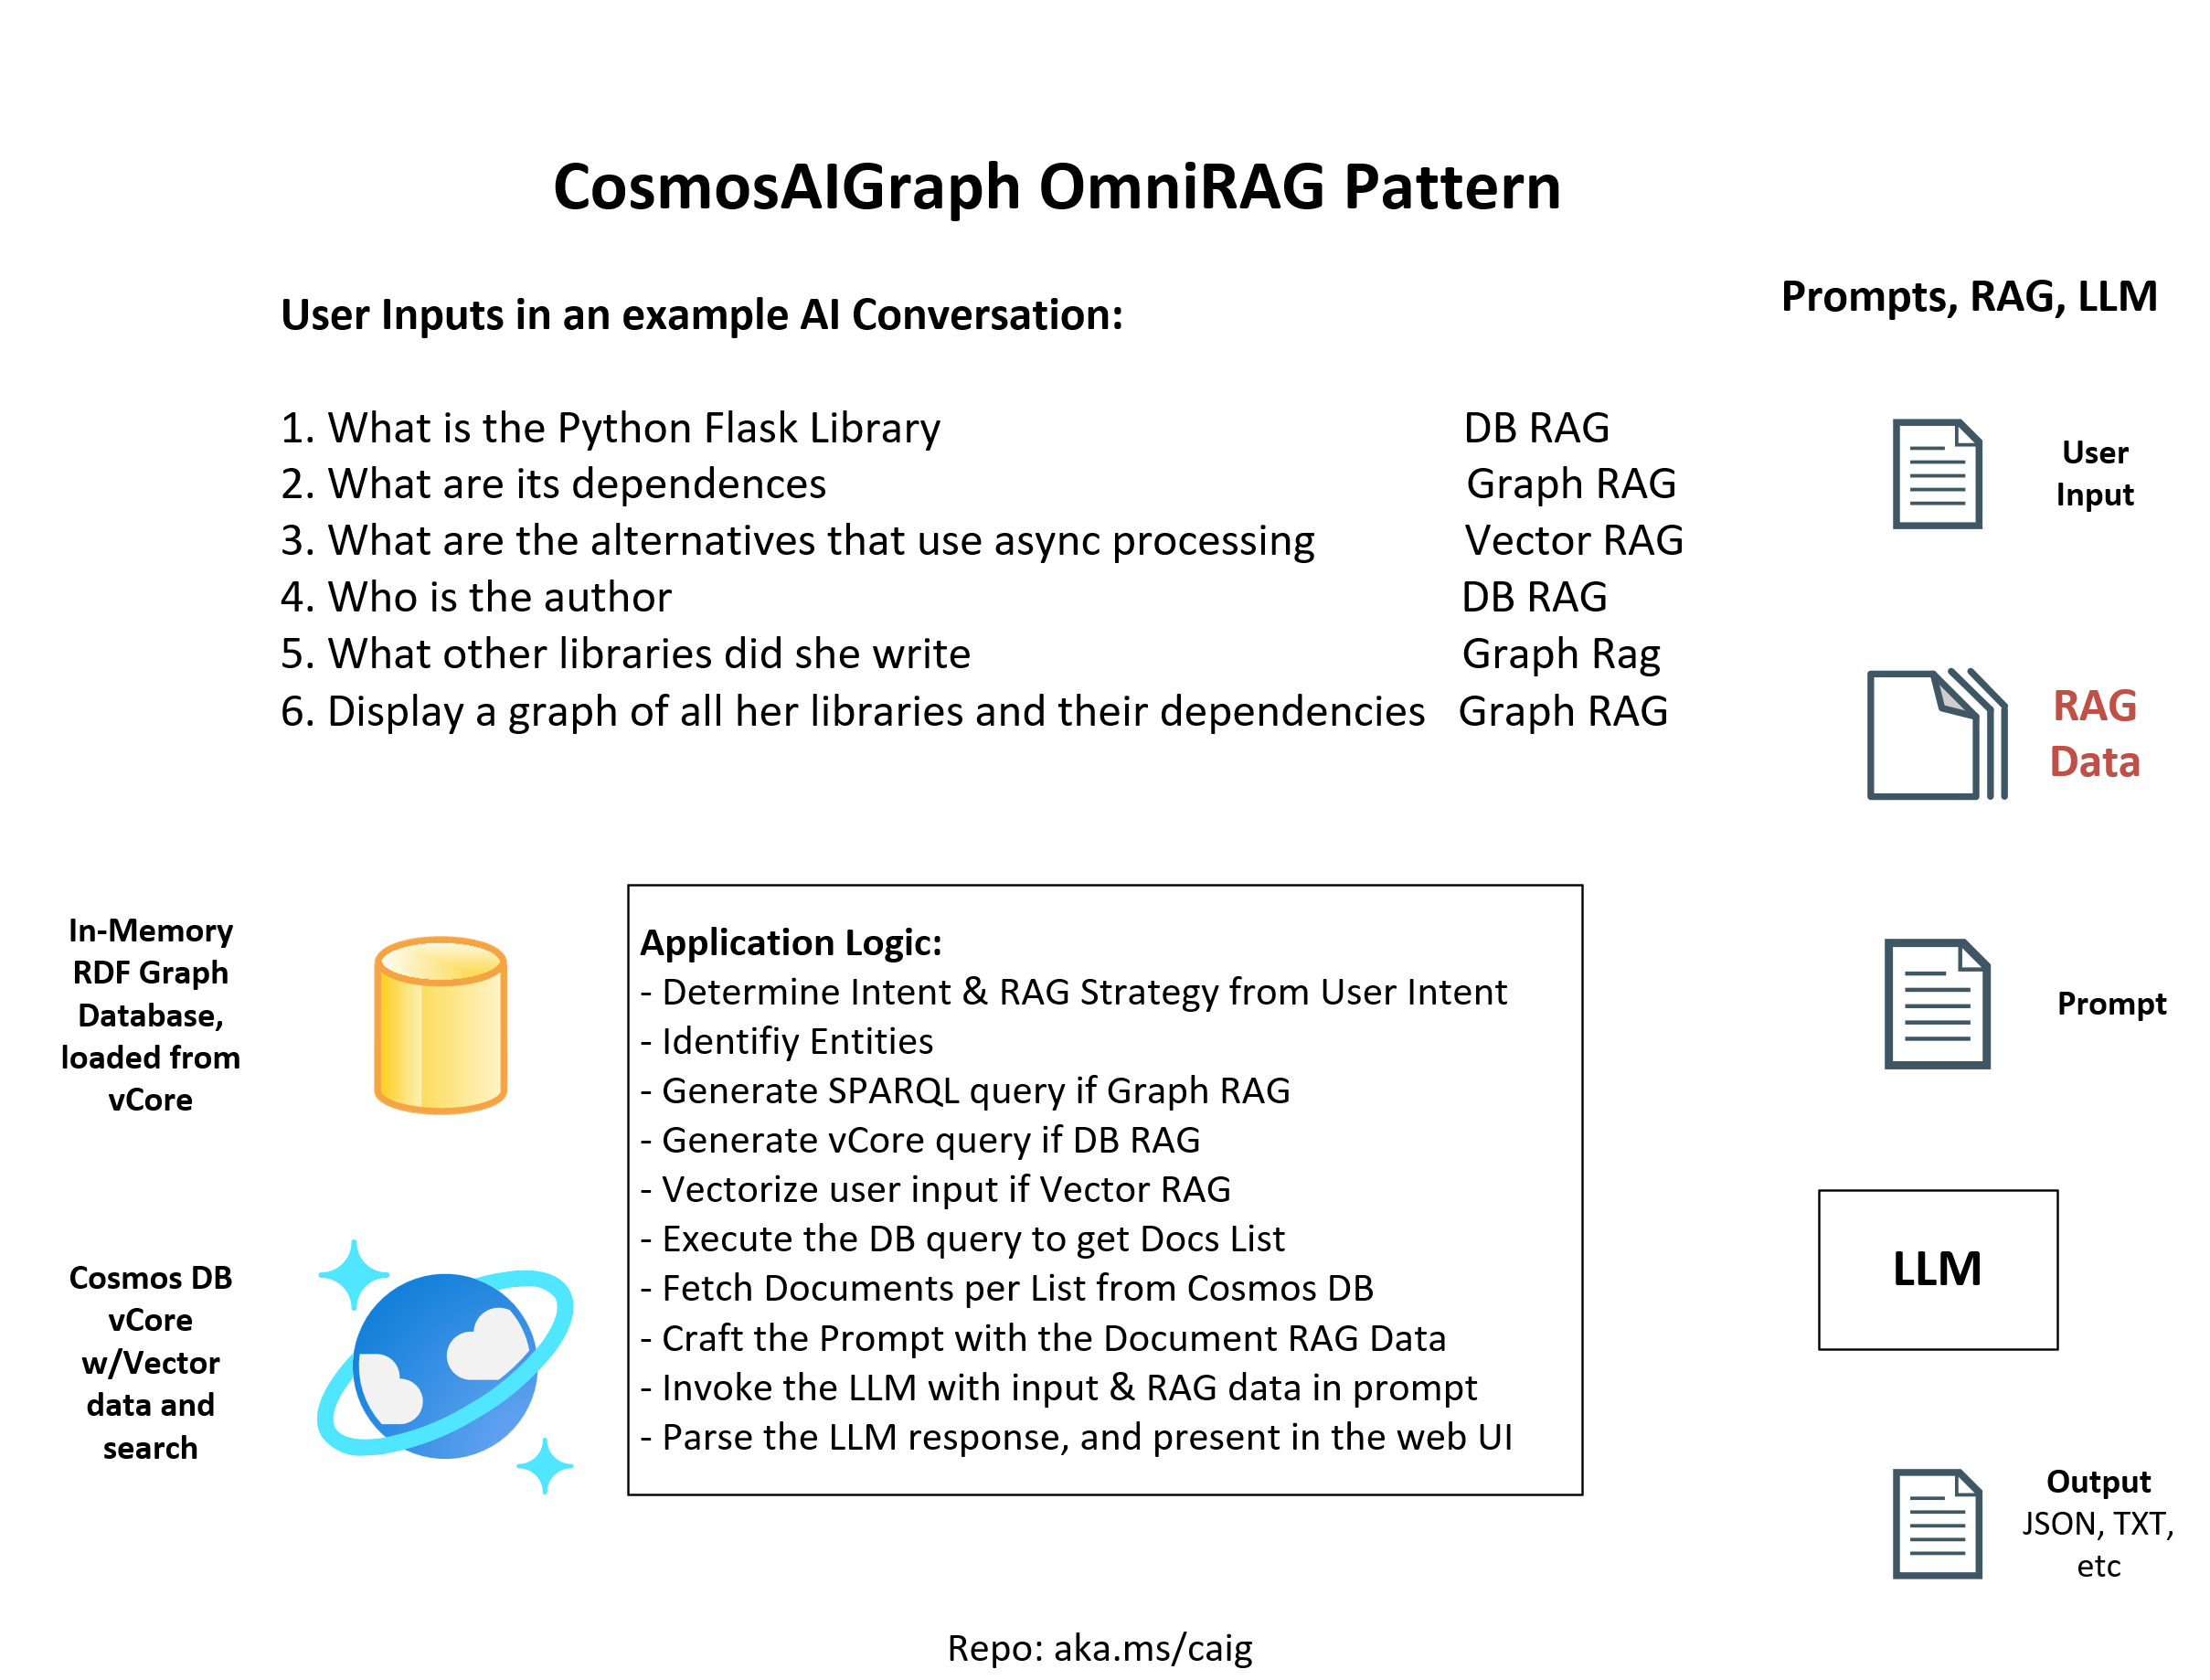 CosmosAIGraph OmniRAG Pattern
User Inputs in an example AI Conversation:
1. What is the Python Flask Library DB RAG
2. What are its dependences Graph RAG
3. What are the alternatives that use async processing Vector RAG
4. Who is the author DB RAG
5. What other libraries did she write Graph Rag
6. Display a graph of all her libraries and their dependencies Graph RAG
In-Memory
RDF Graph
Database,
loaded from
vCore
Cosmos DB
vCore
w/Vector
data and
search
Application Logic:
- Determine Intent & RAG Strategy from User Intent
- Identifiy Entities
- Generate SPARQL query if Graph RAG
- Generate vCore query if DB RAG
- Vectorize user input if Vector RAG
- Execute the DB query to get Docs List
- Fetch Documents per List from Cosmos DB
- Craft the Prompt with the Document RAG Data
- Invoke the LLM with input & RAG data in prompt
- Parse the LLM response, and present in the web UI
Prompts, RAG, LLM
User
Input
RAG
Data
Prompt
LLM
Output
JSON, TXT,
etc
Repo: aka.ms/caig